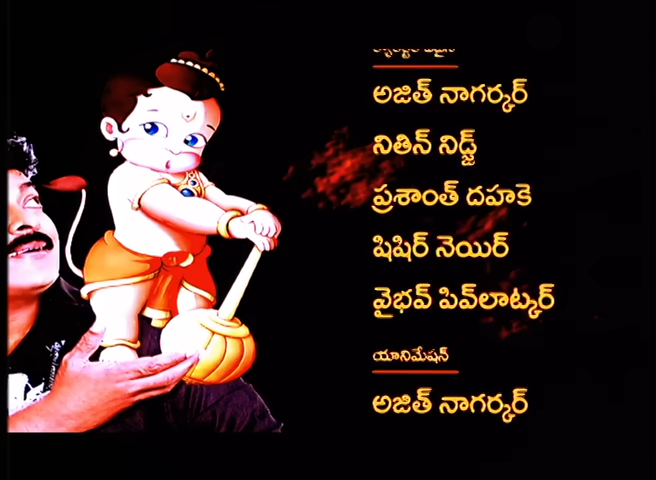 అజిత్ నాగర్కర్
నితిన్ నిడ్జ్
ప్రశాంత్ దహకె
షిషిర్ నెయిర్
వైభవ్ పివ్‌లాట్కర్
యానిమేషన్
అజిత్ నాగర్కర్